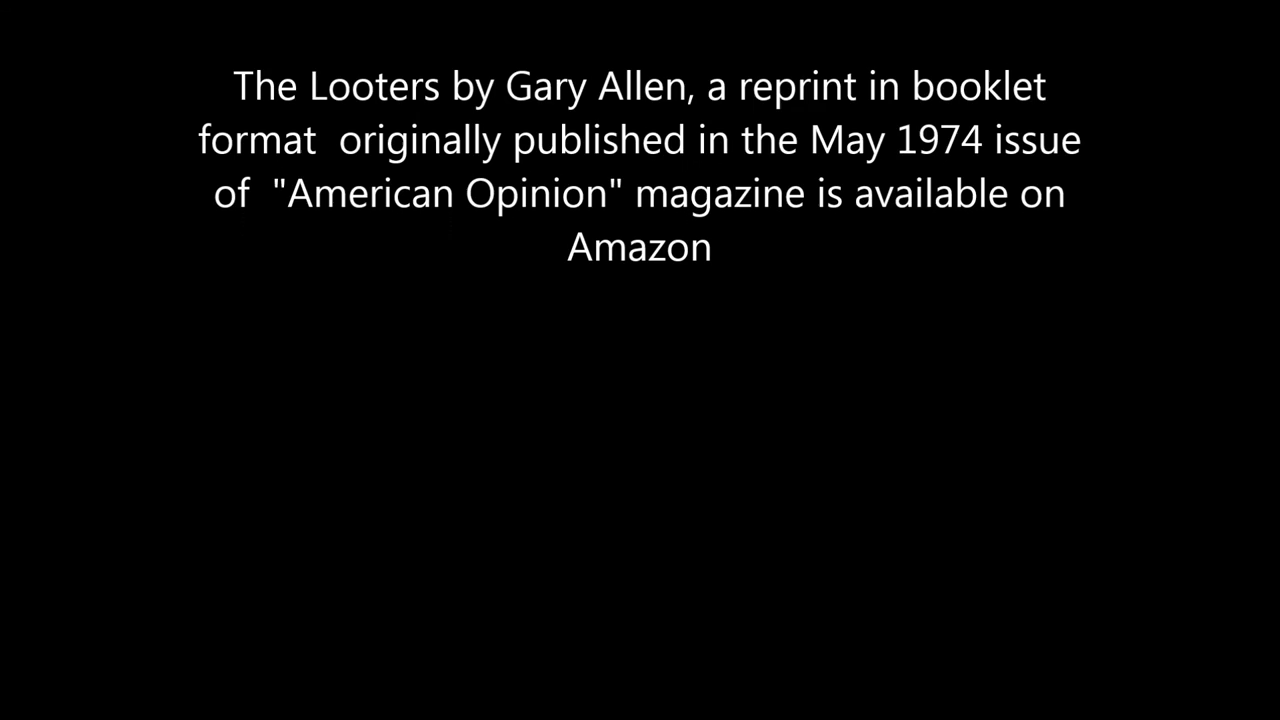 The Looters by Gary Allen, a reprint in booklet
format  originally published in the May 1974 issue
of  "American Opinion" magazine is available on
Amazon